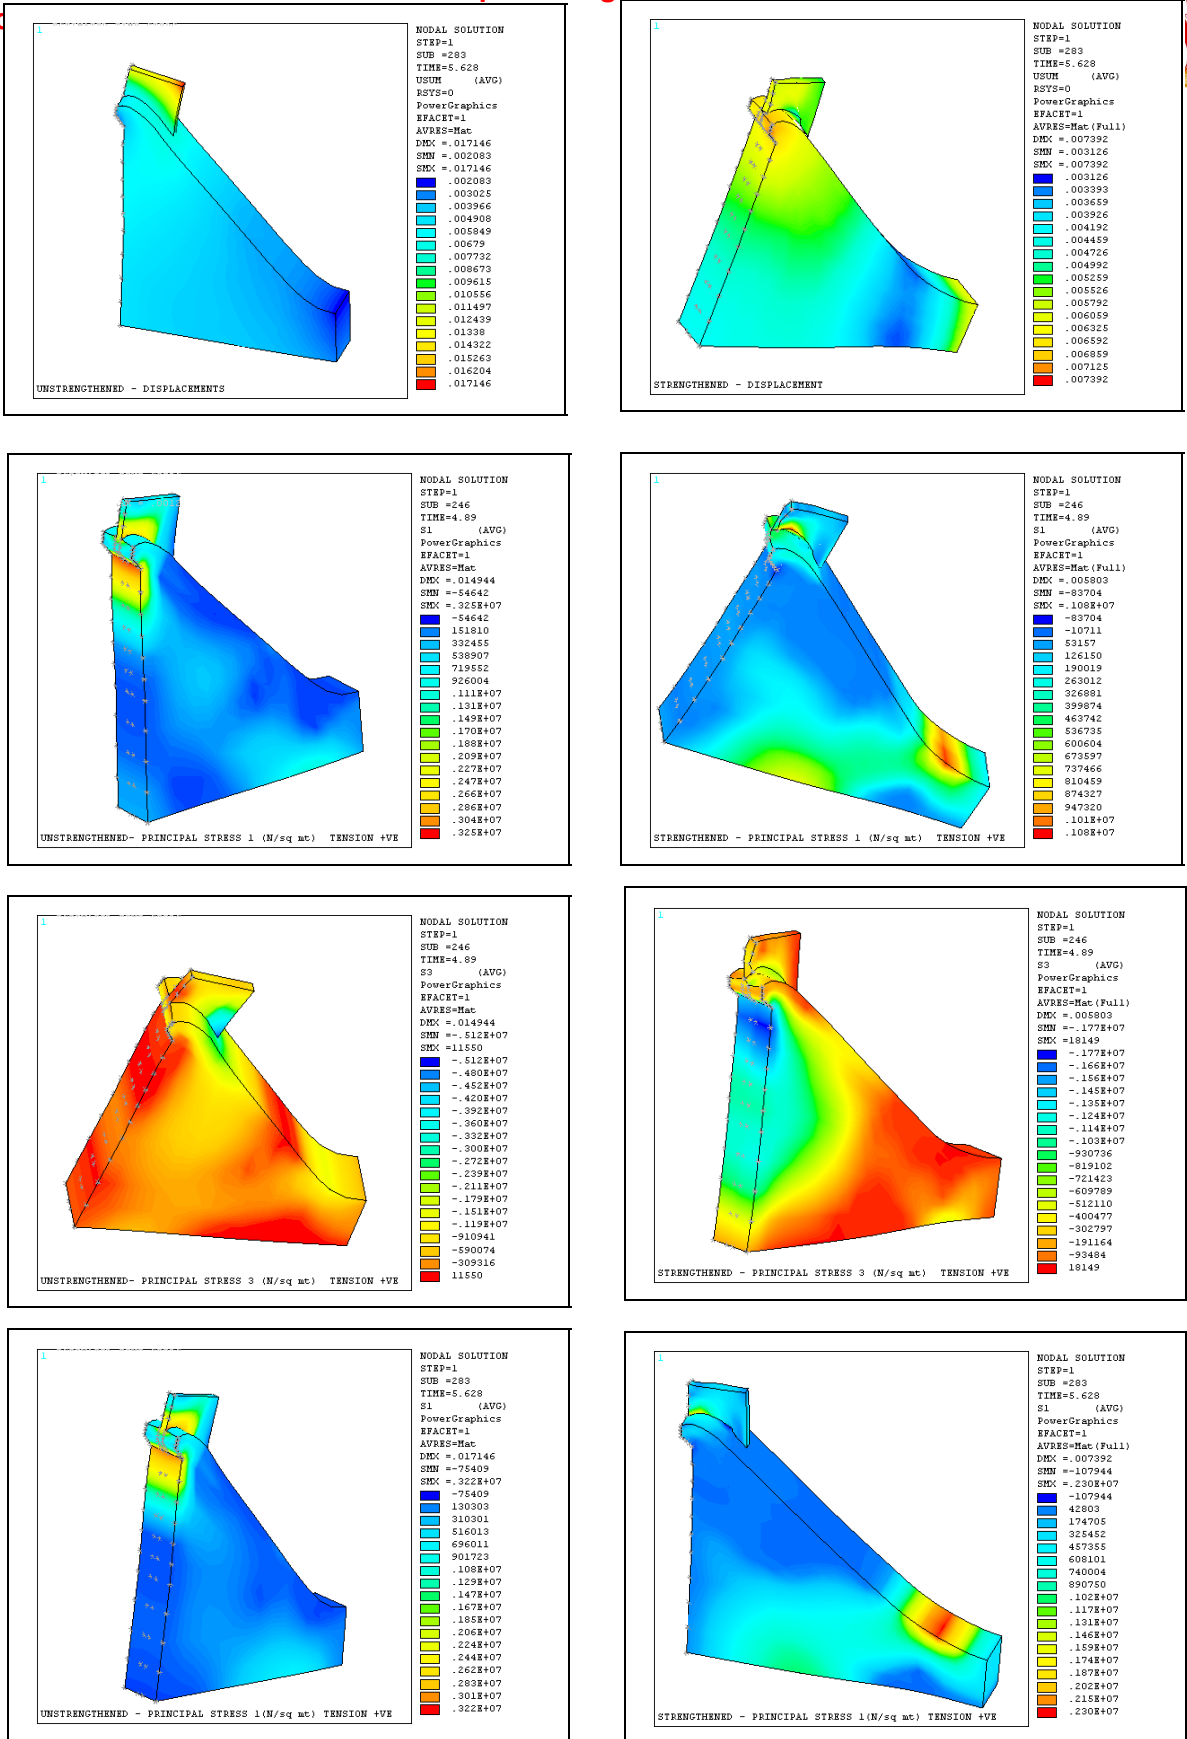 1
NODAL SOLUTION
STEP=1
SUB =283
TIME=5.628
USUM (AVG)
RSYS=0
PowerGraphics
EFACET=1
AVRES=Mat
DMX =.017146
SMN =.002083
SMX =.017146
.002083
.003025
.003966
.004908
.005849
.00679
.007732
.008673
.009615
.010556
.011497
.012439
.01338
.014322
.015263
.016204
.017146
UNSTRENGTHENED - DISPLACEMENTS
1
NODAL SOLUTION
STEP=1
SUB =283
TIME=5.628
USUM (AVG)
RSYS=0
PowerGraphics
EFACET=1
AVRES=Mat(Full)
DMX =.007392
SMN =.003126
SMX =.007392
.003126
.003393
.003659
.003926
.004192
.004459
.004726
.004992
.005259
.005526
.005792
.006059
.006325
.006592
.006859
.007125
.007392
STRENGTHENED - DISPLACEMENT
1
NODAL SOLUTION
STEP=1
SUB =246
TIME=4.89
S1 (AVG)
PowerGraphics
EFACET=1
AVRES=Mat
DMX =.014944
SMN =-54642
SMX =.325E+07
-54642
151810
332455
538907
719552
926004
.111E+07
.131E+07
.149E+07
.170E+07
.188E+07
.209E+07
.227E+07
.247E+07
.266E+07
.286E+07
.304E+07
.325E+07
UNSTRENGTHENED- PRINCIPAL STRESS 1 (N/sq mt) TENSION +VE
1
NODAL SOLUTION
STEP=1
SUB =246
TIME=4.89
S1 (AVG)
PowerGraphics
EFACET=1
AVRES=Mat(Full)
DMX =.005803
SMN =-83704
SMX =.108E+07
-83704
-10711
53157
126150
190019
263012
326881
399874
463742
536735
600604
673597
737466
810459
874327
947320
.101E+07
.108E+07
STRENGTHENED - PRINCIPAL STRESS 1 (N/sq mt) TENSION +VE
1
NODAL SOLUTION
STEP=1
SUB =246
TIME=4.89
S3 (AVG)
PowerGraphics
EFACET=1
AVRES=Mat
DMX =.014944
SMN =-.512E+07
SMX =11550
-.512E+07
-.480E+07
-.452E+07
-.420E+07
-.392E+07
-.360E+07
-.332E+07
-.300E+07
-.272E+07
-.239E+07
-.211E+07
-.179E+07
-.151E+07
-.119E+07
-910941
-590074
-309316
11550
UNSTRENGTHENED- PRINCIPAL STRESS 3 (N/sq mt) TENSION +VE
1
NODAL SOLUTION
STEP=1
SUB =246
TIME=4.89
S3 (AVG)
PowerGraphics
EFACET=1
AVRES=Mat(Full)
DMX =.005803
SMN =-.177E+07
SMX =18149
-.177E+07
-.166E+07
-.156E+07
-.145E+07
-.135E+07
-.124E+07
-.114E+07
-.103E+07
-930736
-819102
-721423
-609789
-512110
-400477
-302797
-191164
-93484
18149
STRENGTHENED - PRINCIPAL STRESS 3 (N/sq mt) TENSION +VE
1
NODAL SOLUTION
STEP=1
SUB =283
TIME=5.628
S1 (AVG)
PowerGraphics
EFACET=1
AVRES=Mat
DMX =.017146
SMN =-75409
SMX =.322E+07
-75409
130303
310301
516013
696011
901723
.108E+07
.129E+07
.147E+07
.167E+07
.185E+07
.206E+07
.224E+07
.244E+07
.262E+07
.283E+07
.301E+07
.322E+07
UNSTRENGTHENED - PRINCIPAL STRESS 1(N/sq mt) TENSION +VE
1
NODAL SOLUTION
STEP=1
SUB =283
TIME=5.628
S1 (AVG)
PowerGraphics
EFACET=1
AVRES=Mat(Full)
DMX =.007392
SMN =-107944
SMX =.230E+07
-107944
42803
174705
325452
457355
608101
740004
890750
.102E+07
.117E+07
.131E+07
.146E+07
.159E+07
.174E+07
.187E+07
.202E+07
.215E+07
.230E+07
STRENGTHENED - PRINCIPAL STRESS 1(N/sq mt) TENSION +VE